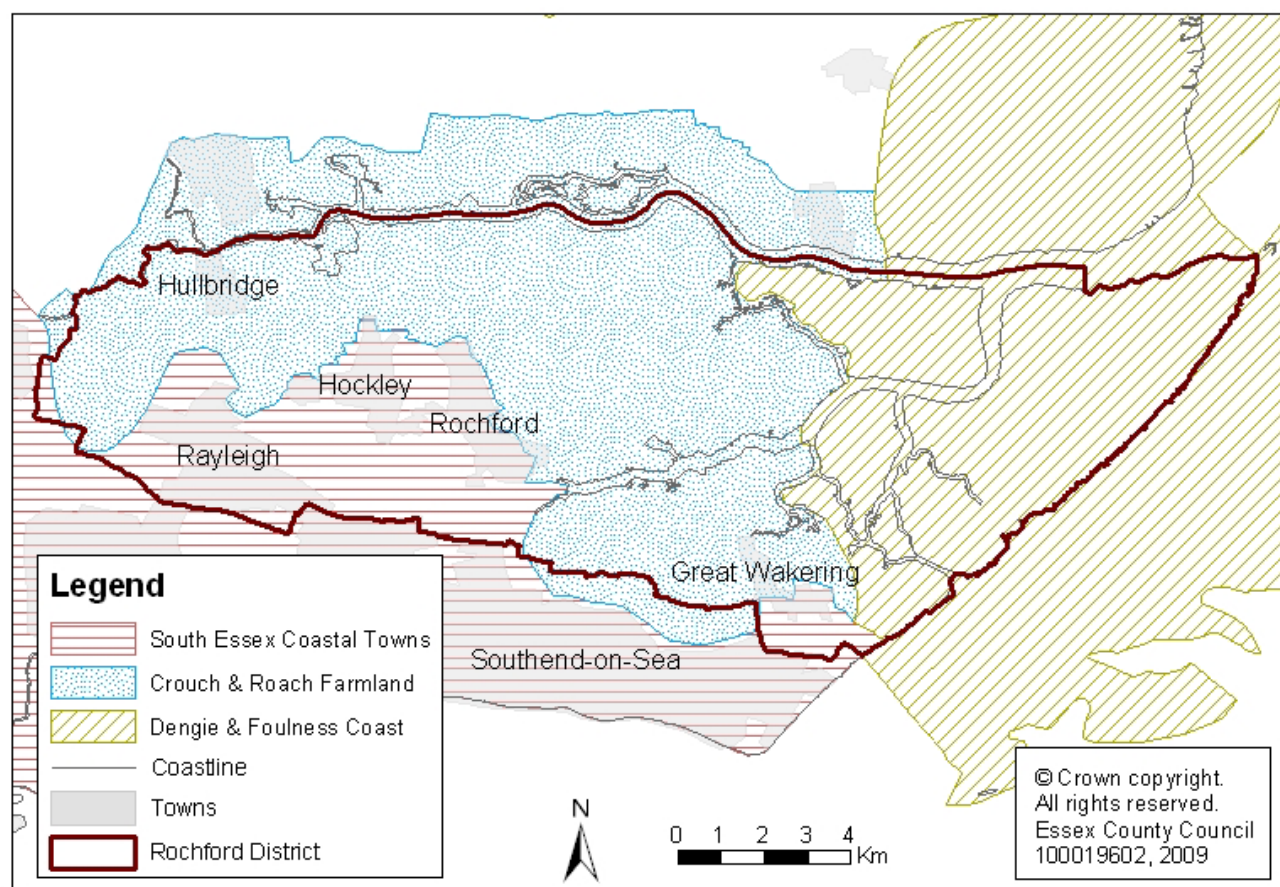 Hullbridge
Hockley
Rochford
Rayleigh
Great Wakering
Southend-on-Sea
Legend
South Essex Coastal Towns
Crouch & Roach Farmland
Dengie & Foulness Coast
Coastline
Towns
Rochford District
N
0 1 2 3 4
Km
© Crown copyright.
All rights reserved.
Essex County Council
100019602, 2009